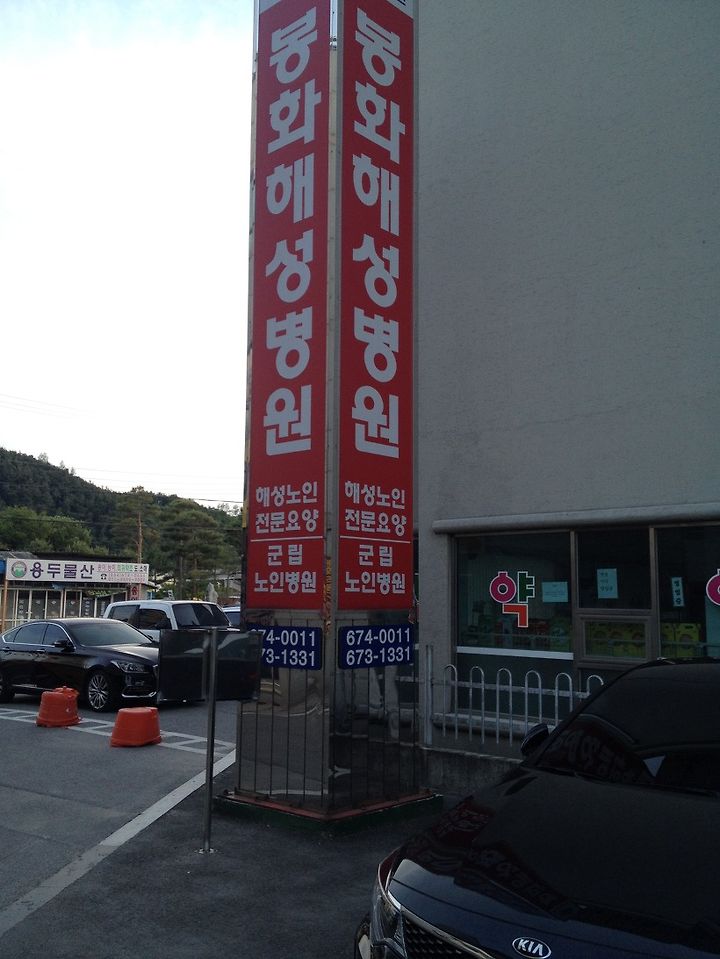 봉화해성병원
해성노인
전문요양
군립
노인병원
74-0011
73-1331
봉화해성병원
해성노인
전문요양
군립
노인병원
674-0011
673-1331
용두물산
약
KIA